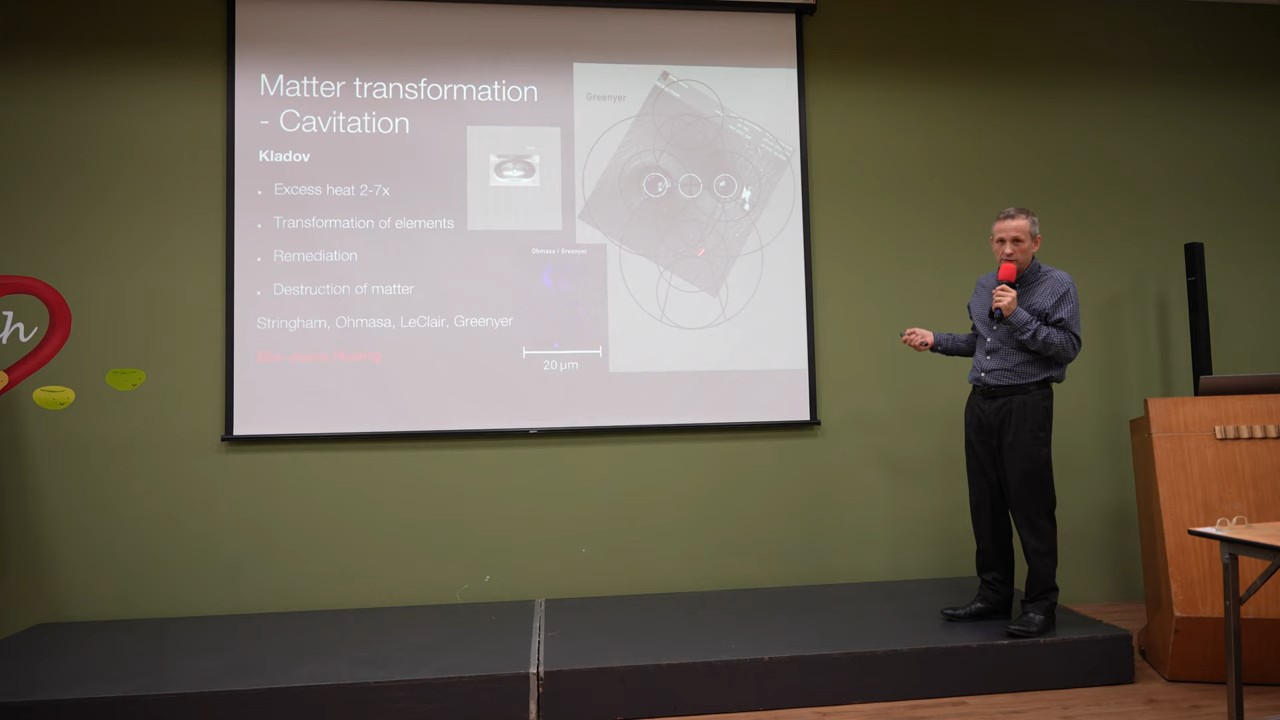 Matter transformation
- Cavitation
Kladov
Excess heat 2-7x
Transformation of elements
Remediation
Destruction of matter
Stringham, Ohmasa, LeClair, Greenyer
Greenyer
Ohmasa / Greenyer
20 µm
h